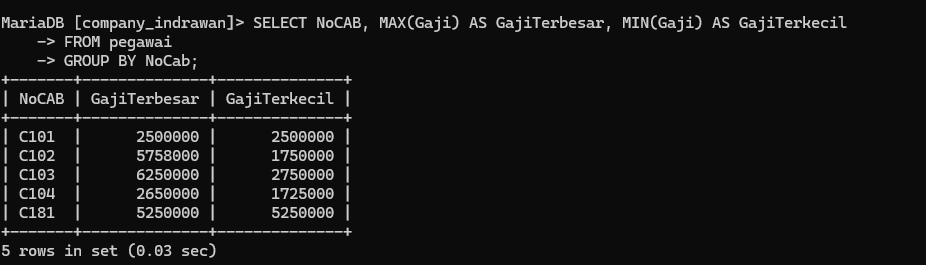 MariaDB [company_indrawan]> SELECT NoCAB, MAX(Gaji) AS GajiTerbesar, MIN(Gaji) AS GajiTerkecil
    -> FROM pegawai
    -> GROUP BY NoCab;
+-------+--------------+--------------+
| NoCAB | GajiTerbesar | GajiTerkecil |
+-------+--------------+--------------+
| C101  |      2500000 |      2500000 |
| C102  |      5758000 |      1750000 |
| C103  |      6250000 |      2750000 |
| C104  |      2650000 |      1725000 |
| C181  |      5250000 |      5250000 |
+-------+--------------+--------------+
5 rows in set (0.03 sec)